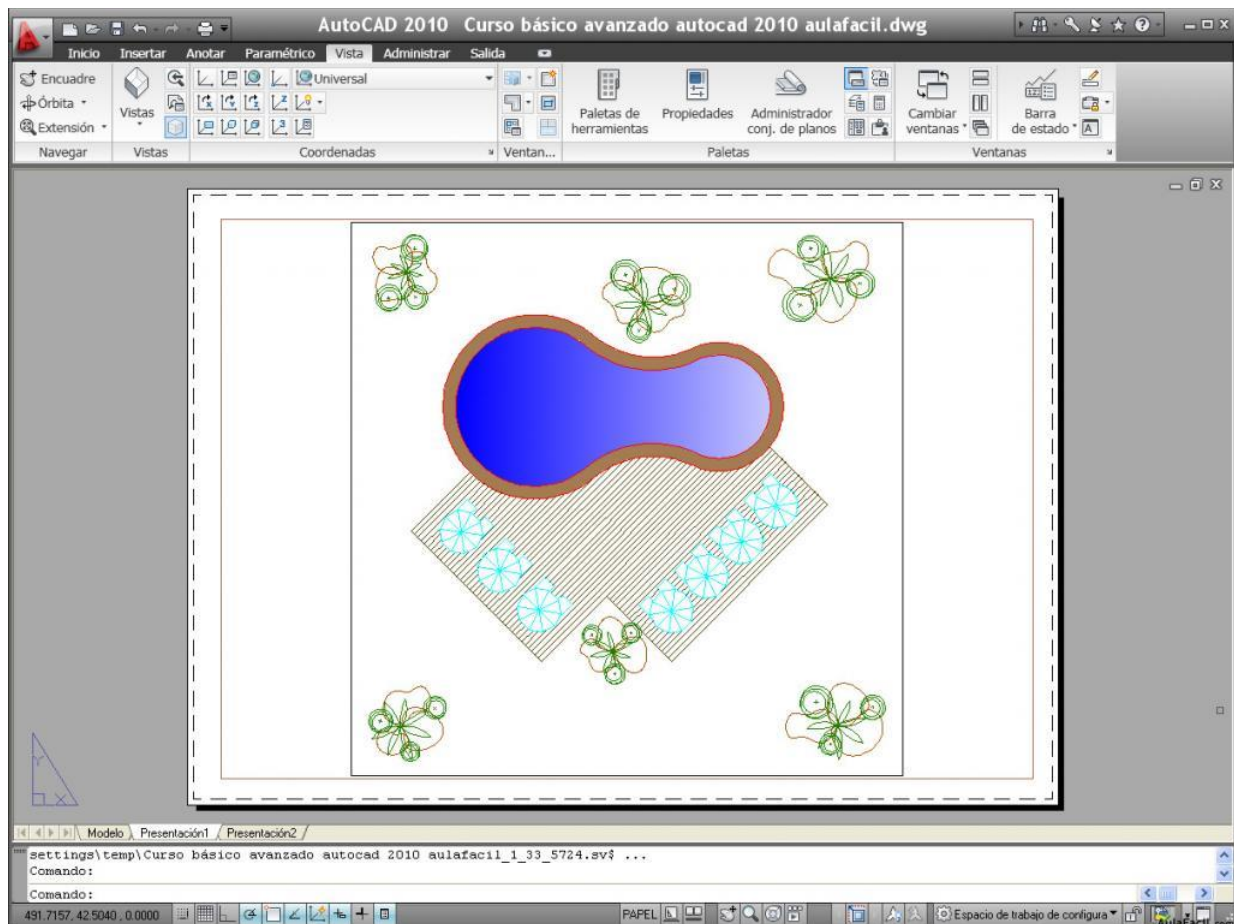 AutoCAD 2010 Curso básico avanzado autocad 2010 aulafacil.dwg
Inicio Insertar Anotar Paramétrico Vista Administrar Salida
Encuadre
Órbita
Extensión
Vistas
Universal
Paletas de herramientas
Propiedades
Administrador conj. de planos
Cambiar ventanas
Barra de estado
Navegar Vistas Coordenadas Ventan... Paletas Ventanas
Y
X
Modelo Presentación1 Presentación2
settings\temp\Curso básico avanzado autocad 2010 aulafacil_1_33_5724.sv$ ...
Comando:
Comando:
491.7157, 42.5040 , 0.0000 PAPEL Espacio de trabajo de configura
AulaFacil.com